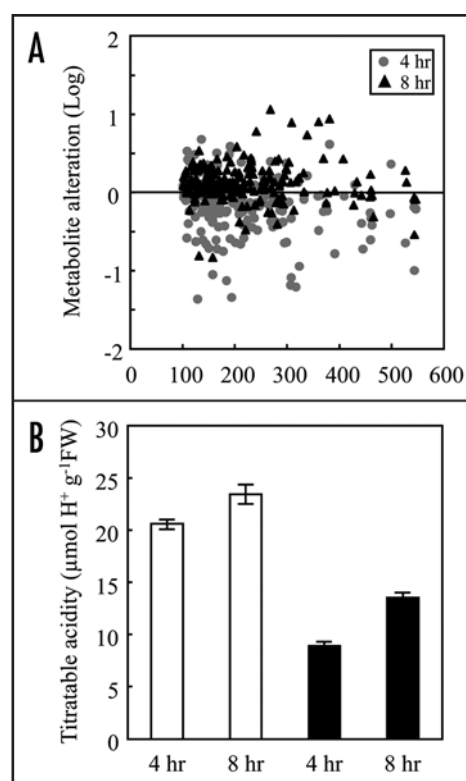 A
Metabolite alteration (Log)
2
1
0
-1
-2
4 hr
8 hr
0 100 200 300 400 500 600
B
Titratable acidity (μmol H⁺ g⁻¹FW)
30
25
20
15
10
5
0
4 hr 8 hr 4 hr 8 hr